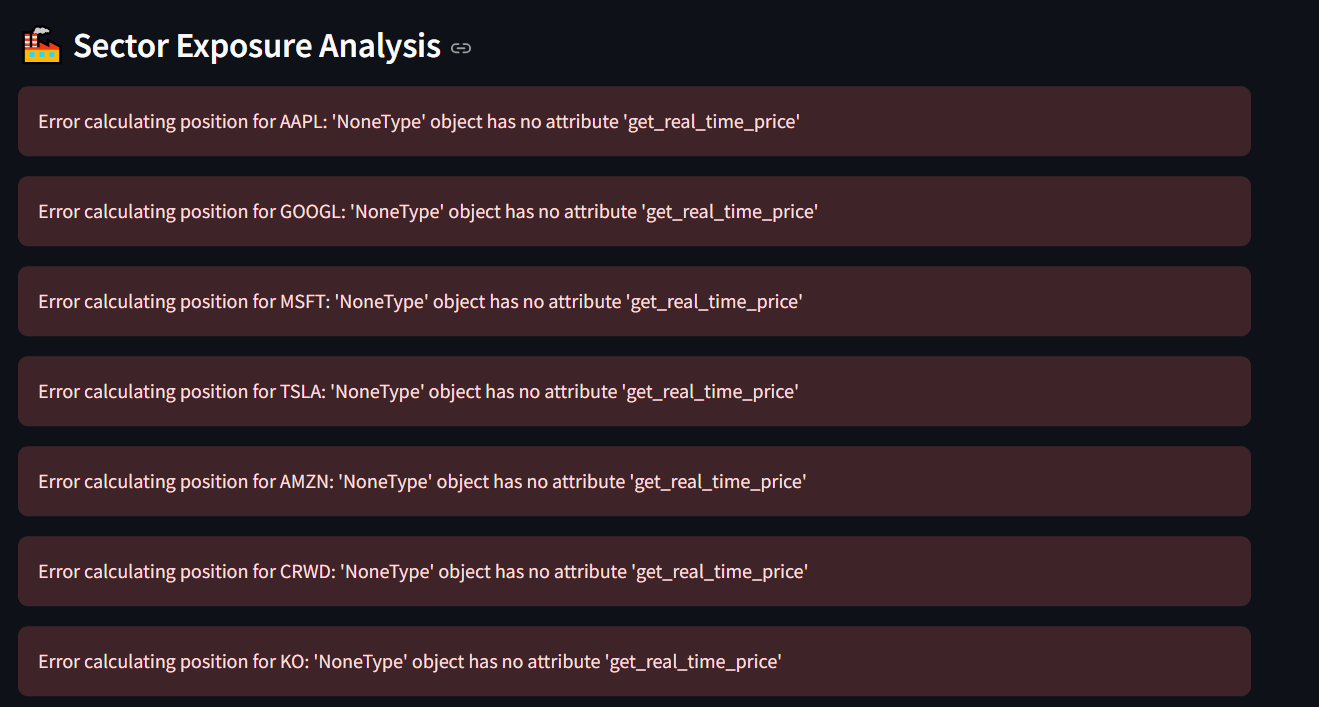 Sector Exposure Analysis
Error calculating position for AAPL: 'NoneType' object has no attribute 'get_real_time_price'
Error calculating position for GOOGL: 'NoneType' object has no attribute 'get_real_time_price'
Error calculating position for MSFT: 'NoneType' object has no attribute 'get_real_time_price'
Error calculating position for TSLA: 'NoneType' object has no attribute 'get_real_time_price'
Error calculating position for AMZN: 'NoneType' object has no attribute 'get_real_time_price'
Error calculating position for CRWD: 'NoneType' object has no attribute 'get_real_time_price'
Error calculating position for KO: 'NoneType' object has no attribute 'get_real_time_price'